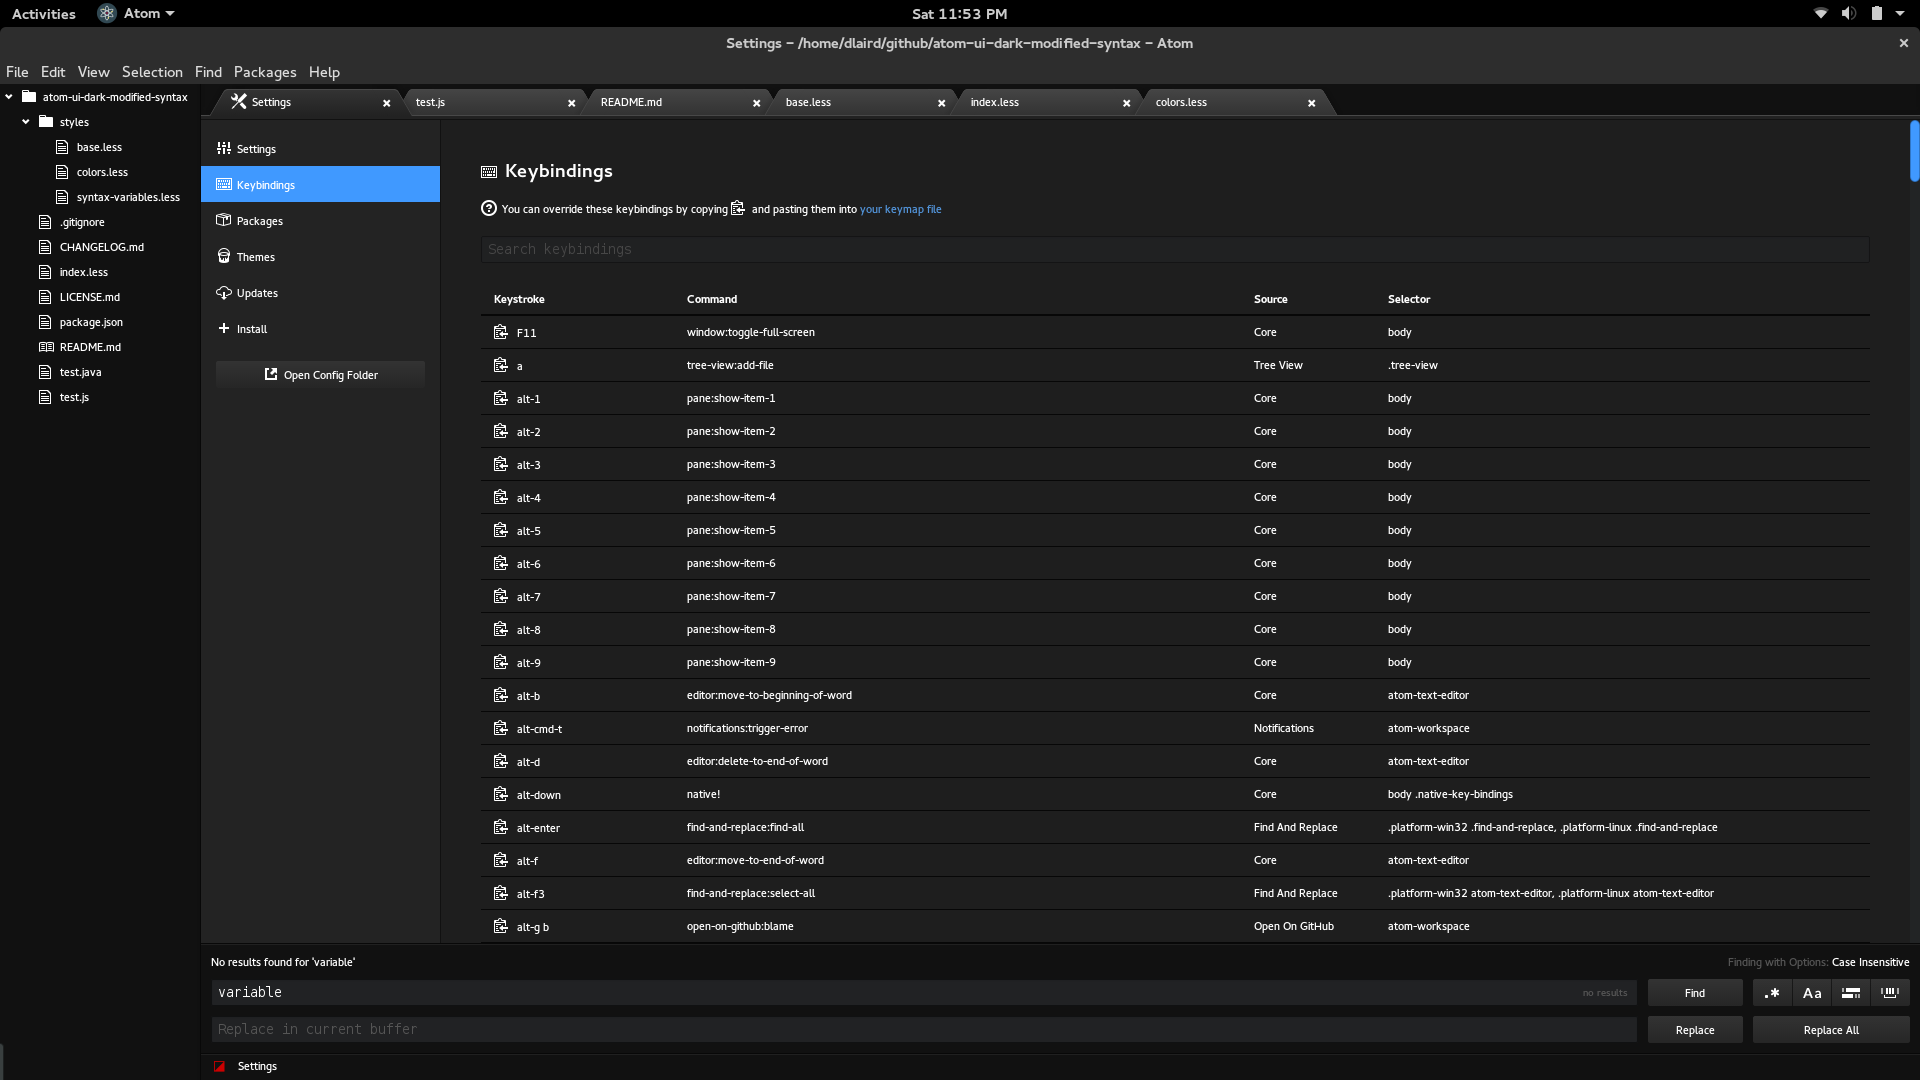 Activities Atom Sat 11:53 PM
Settings – /home/dlaird/github/atom-ui-dark-modified-syntax – Atom
File Edit View Selection Find Packages Help
atom-ui-dark-modified-syntax
styles
base.less
colors.less
syntax-variables.less
.gitignore
CHANGELOG.md
index.less
LICENSE.md
package.json
README.md
test.java
test.js
Settings test.js README.md base.less index.less colors.less
Settings
Keybindings
Packages
Themes
Updates
Install
Open Config Folder
Keybindings
You can override these keybindings by copying and pasting them into your keymap file
Search keybindings
Keystroke Command Source Selector
F11 window:toggle-full-screen Core body
a tree-view:add-file Tree View .tree-view
alt-1 pane:show-item-1 Core body
alt-2 pane:show-item-2 Core body
alt-3 pane:show-item-3 Core body
alt-4 pane:show-item-4 Core body
alt-5 pane:show-item-5 Core body
alt-6 pane:show-item-6 Core body
alt-7 pane:show-item-7 Core body
alt-8 pane:show-item-8 Core body
alt-9 pane:show-item-9 Core body
alt-b editor:move-to-beginning-of-word Core atom-text-editor
alt-cmd-t notifications:trigger-error Notifications atom-workspace
alt-d editor:delete-to-end-of-word Core atom-text-editor
alt-down native! Core body .native-key-bindings
alt-enter find-and-replace:find-all Find And Replace .platform-win32 .find-and-replace, .platform-linux .find-and-replace
alt-f editor:move-to-end-of-word Core atom-text-editor
alt-f3 find-and-replace:select-all Find And Replace .platform-win32 atom-text-editor, .platform-linux atom-text-editor
alt-g b open-on-github:blame Open On GitHub atom-workspace
No results found for 'variable' Finding with Options: Case Insensitive
variable no results Find .* Aa
Replace in current buffer Replace Replace All
Settings